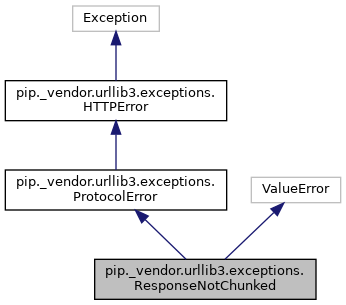 Exception
pip._vendor.urllib3.exceptions.
HTTPError
pip._vendor.urllib3.exceptions.
ProtocolError
ValueError
pip._vendor.urllib3.exceptions.
ResponseNotChunked